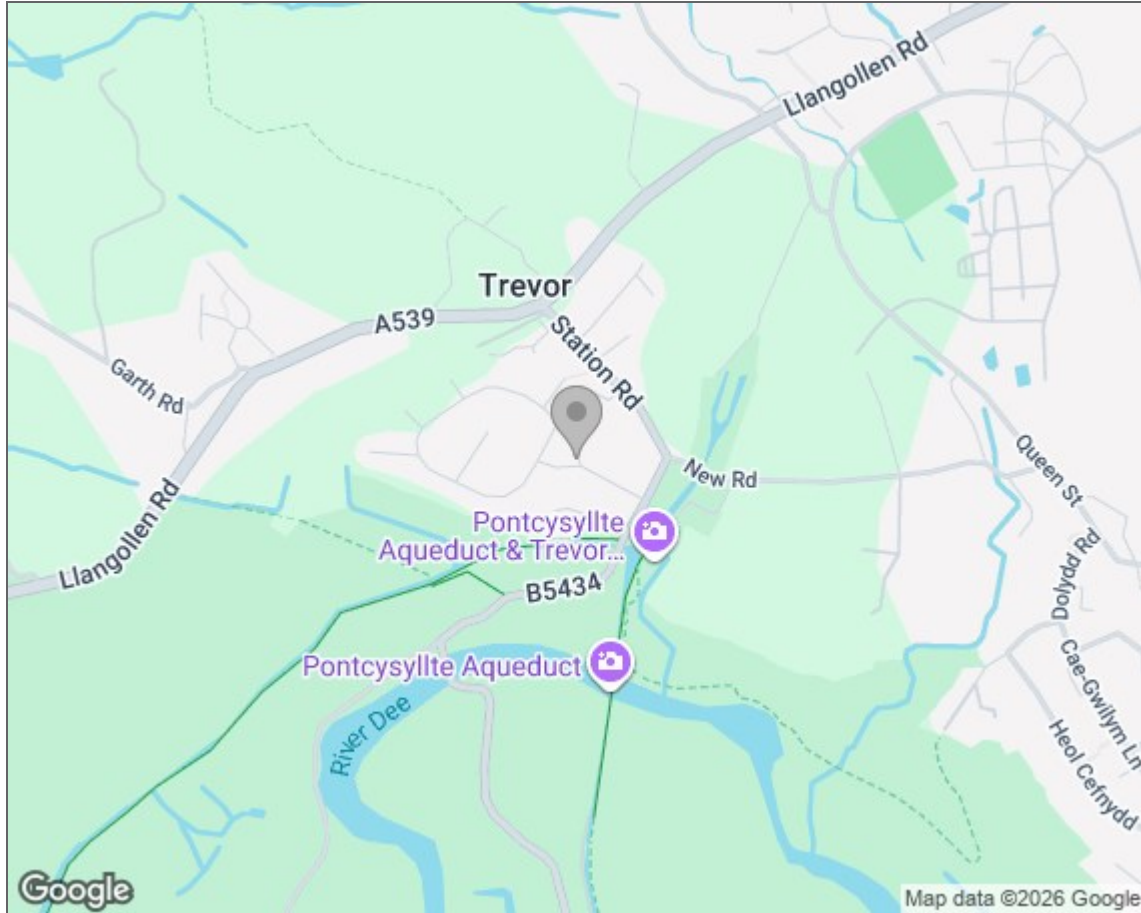 Llangollen Rd
Trevor
A539
Station Rd
Garth Rd
Queen St
New Rd
Llangollen Rd
Pontcysyllte
Aqueduct & Trevor...
Dolydd Rd
B5434
Pontcysyllte Aqueduct
Cae-Gwilym Ln
River Dee
Heol Cefnydd
Google
Map data ©2026 Google